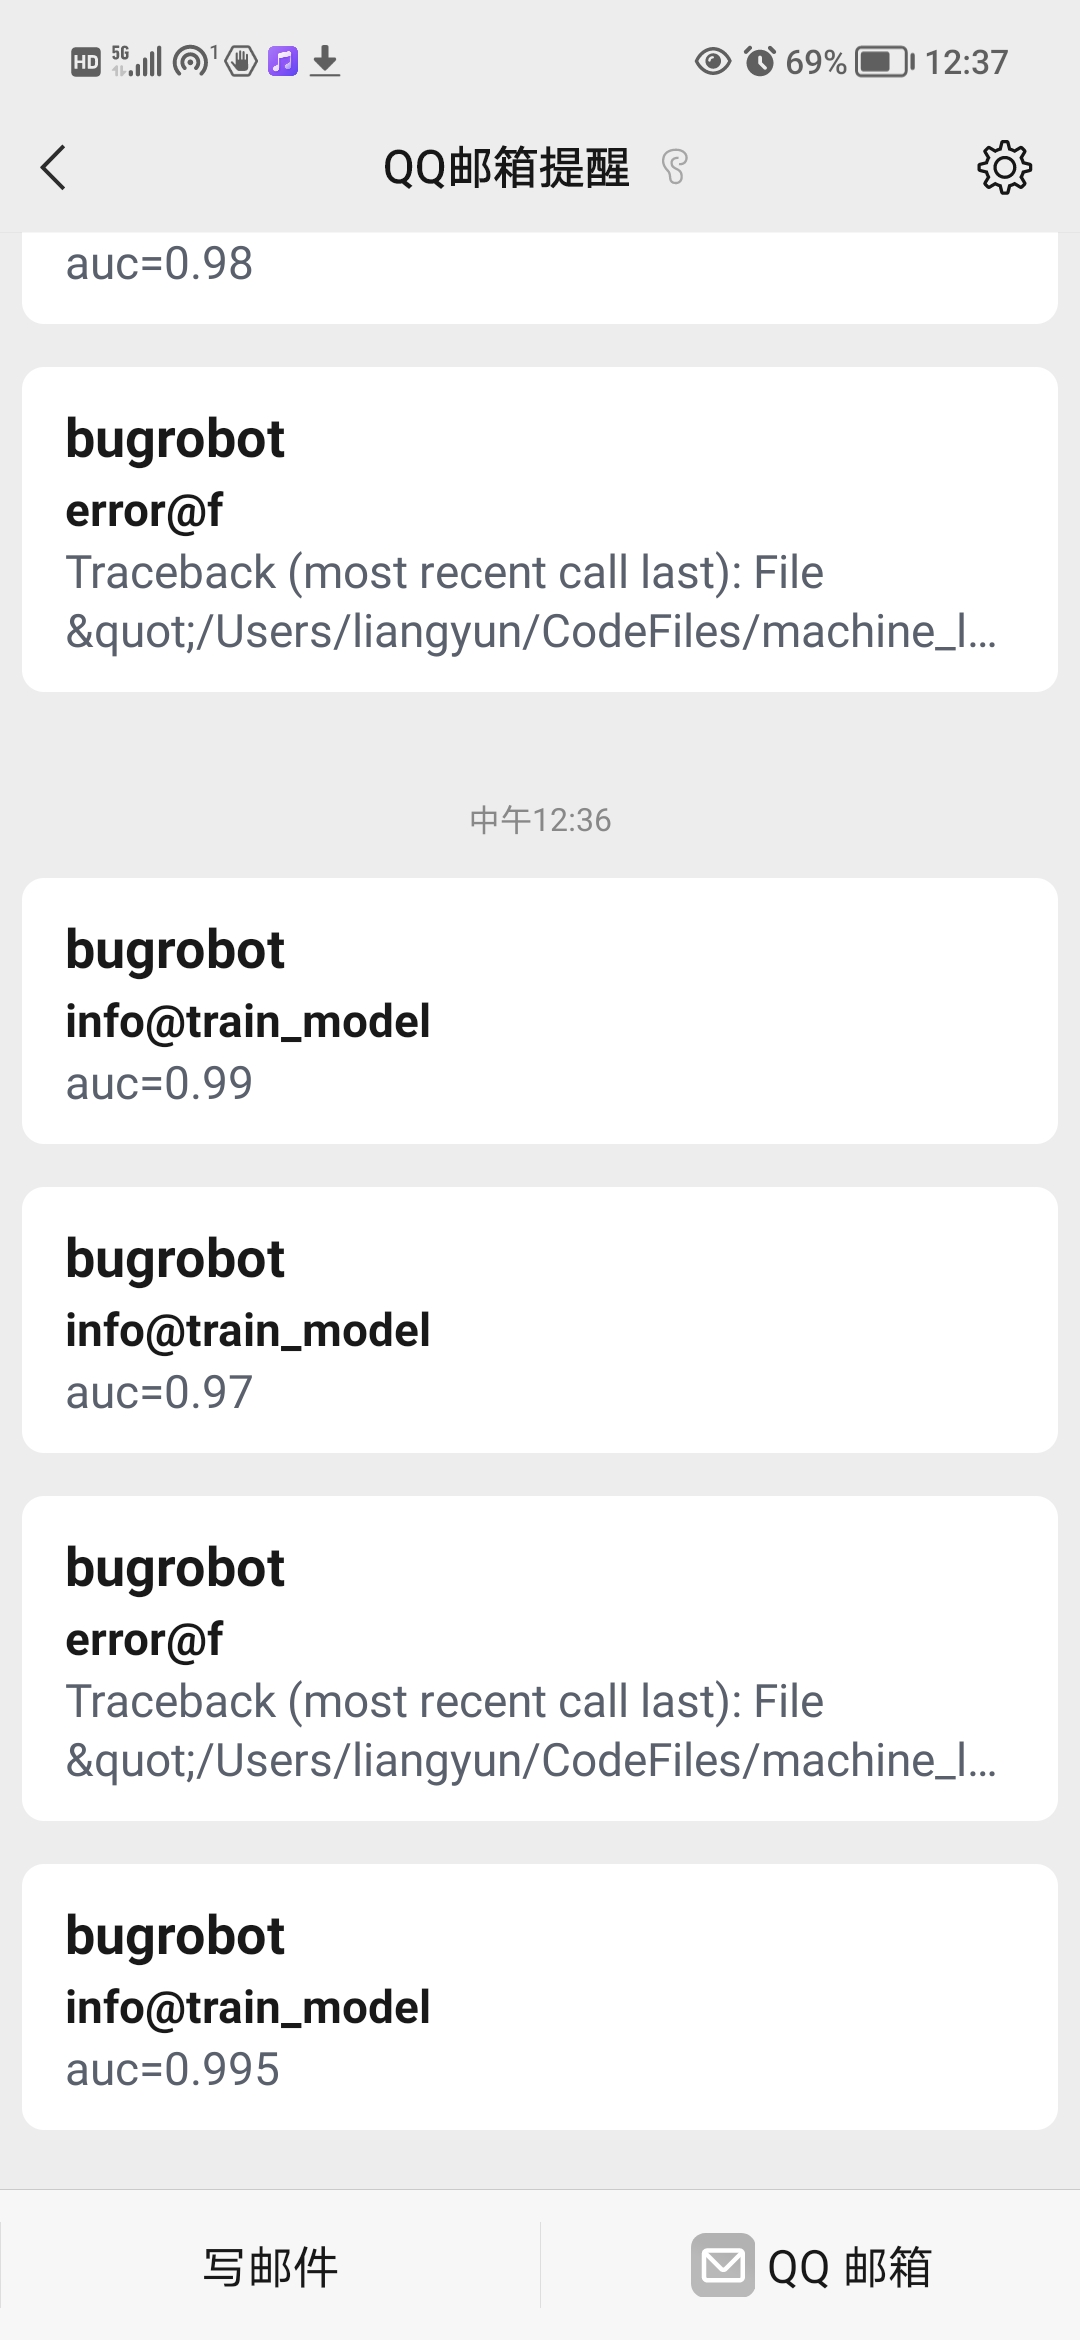 HD 5G 1 69% 12:37
QQ邮箱提醒
auc=0.98
bugrobot
error@f
Traceback (most recent call last): File
&quot;/Users/liangyun/CodeFiles/machine_l...
中午12:36
bugrobot
info@train_model
auc=0.99
bugrobot
info@train_model
auc=0.97
bugrobot
error@f
Traceback (most recent call last): File
&quot;/Users/liangyun/CodeFiles/machine_l...
bugrobot
info@train_model
auc=0.995
写邮件
QQ 邮箱